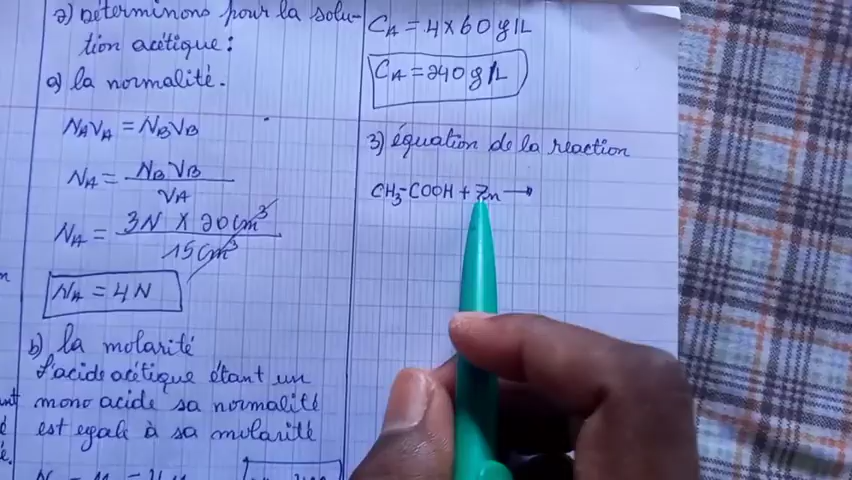 2) Déterminons pour la solu-
tion acétique:
a) la normalité.
NAVA = NBVB
NA = NBVB
VA
NA = 3N X 20cm³
15cm³
NA = 4N
b) la molarité
L'acide acétique étant un
mono acide sa normalité
est egale à sa molarité
CA = 4 x 60 g/L
CA = 240 g/L
3) équation de la reaction
CH3-COOH + Zn →